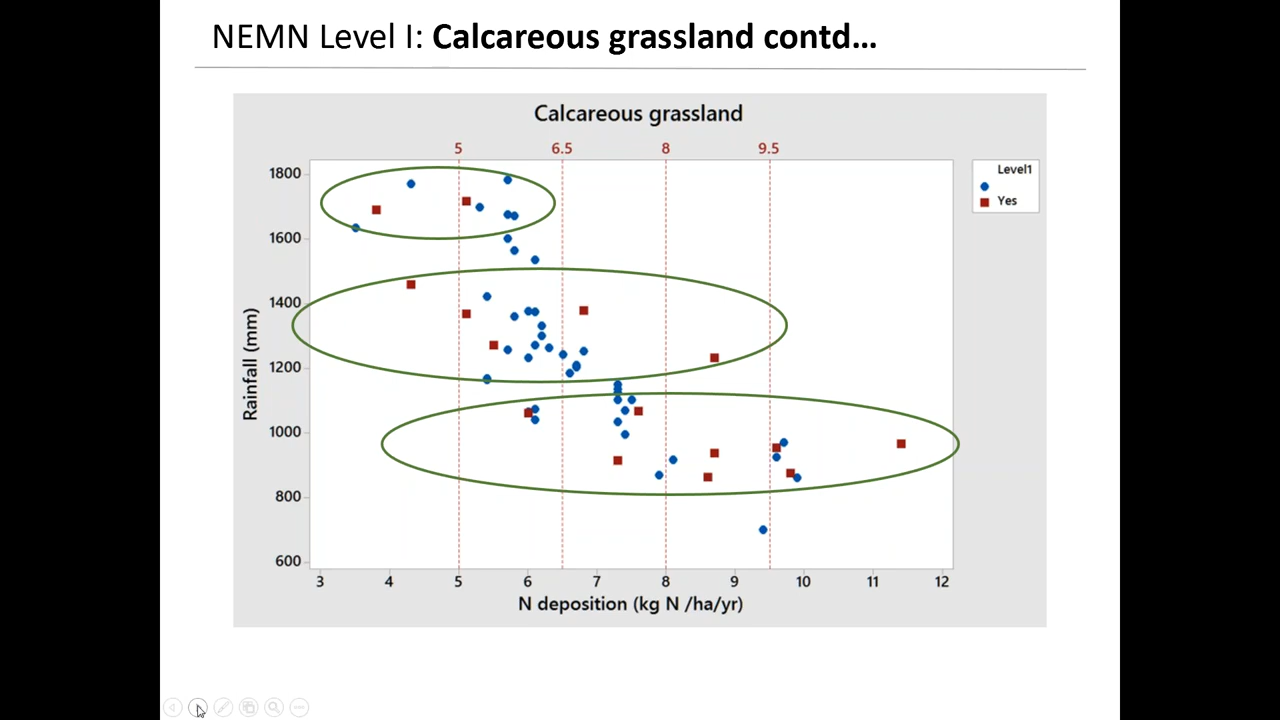 NEMN Level I: Calcareous grassland contd...
Calcareous grassland
5 6.5 8 9.5
1800
1600
1400
1200
1000
800
600
Rainfall (mm)
Level1
Yes
3 4 5 6 7 8 9 10 11 12
N deposition (kg N /ha/yr)